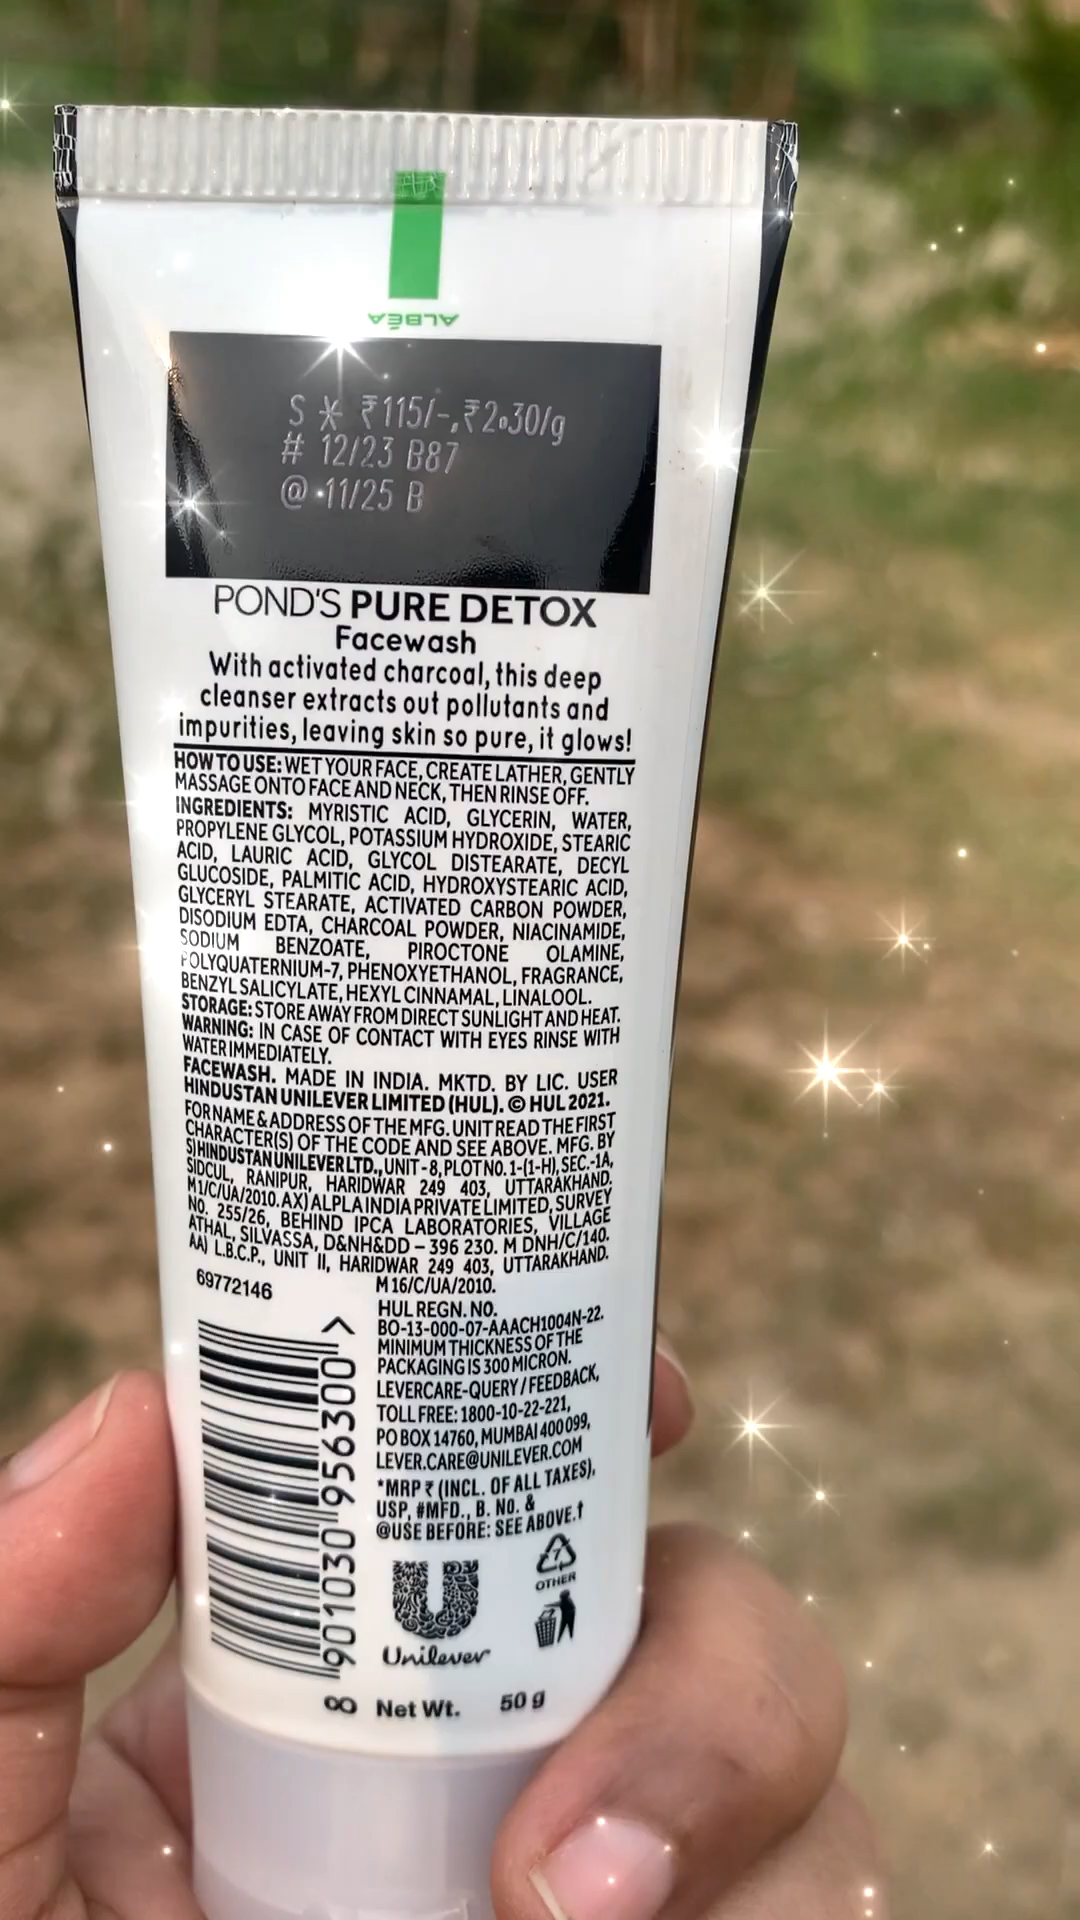 ALBÉA
S * ₹115/-,₹2.30/g
# 12/23 B87
@ 11/25 B
POND'S PURE DETOX
Facewash
With activated charcoal, this deep
cleanser extracts out pollutants and
impurities, leaving skin so pure, it glows!
HOW TO USE: WET YOUR FACE, CREATE LATHER, GENTLY
MASSAGE ONTO FACE AND NECK, THEN RINSE OFF.
INGREDIENTS: MYRISTIC ACID, GLYCERIN, WATER,
PROPYLENE GLYCOL, POTASSIUM HYDROXIDE, STEARIC
ACID, LAURIC ACID, GLYCOL DISTEARATE, DECYL
GLUCOSIDE, PALMITIC ACID, HYDROXYSTEARIC ACID,
GLYCERYL STEARATE, ACTIVATED CARBON POWDER,
DISODIUM EDTA, CHARCOAL POWDER, NIACINAMIDE,
SODIUM BENZOATE, PIROCTONE OLAMINE,
POLYQUATERNIUM-7, PHENOXYETHANOL, FRAGRANCE,
BENZYL SALICYLATE, HEXYL CINNAMAL, LINALOOL.
STORAGE: STORE AWAY FROM DIRECT SUNLIGHT AND HEAT.
WARNING: IN CASE OF CONTACT WITH EYES RINSE WITH
WATER IMMEDIATELY.
FACEWASH. MADE IN INDIA. MKTD. BY LIC. USER
HINDUSTAN UNILEVER LIMITED (HUL). © HUL 2021.
FOR NAME & ADDRESS OF THE MFG. UNIT READ THE FIRST
CHARACTER(S) OF THE CODE AND SEE ABOVE. MFG. BY
S) HINDUSTAN UNILEVER LTD., UNIT - 8, PLOT NO. 1-(1-H), SEC.-1A,
SIDCUL, RANIPUR, HARIDWAR 249 403, UTTARAKHAND.
M1/C/UA/2010. AX) ALPLA INDIA PRIVATE LIMITED, SURVEY
NO. 255/26, BEHIND IPCA LABORATORIES, VILLAGE
ATHAL, SILVASSA, D&NH&DD – 396 230. M DNH/C/140.
AA) L.B.C.P., UNIT II, HARIDWAR 249 403, UTTARAKHAND.
M 16/C/UA/2010.
69772146
HUL REGN. NO.
BO-13-000-07-AAACH1004N-22.
MINIMUM THICKNESS OF THE
PACKAGING IS 300 MICRON.
LEVERCARE-QUERY / FEEDBACK,
TOLL FREE: 1800-10-22-221,
PO BOX 14760, MUMBAI 400 099,
LEVER.CARE@UNILEVER.COM
*MRP ₹ (INCL. OF ALL TAXES),
USP, #MFD., B. NO. &
@USE BEFORE: SEE ABOVE.†
8 901030 956300 >
7
OTHER
Unilever
Net Wt. 50 g